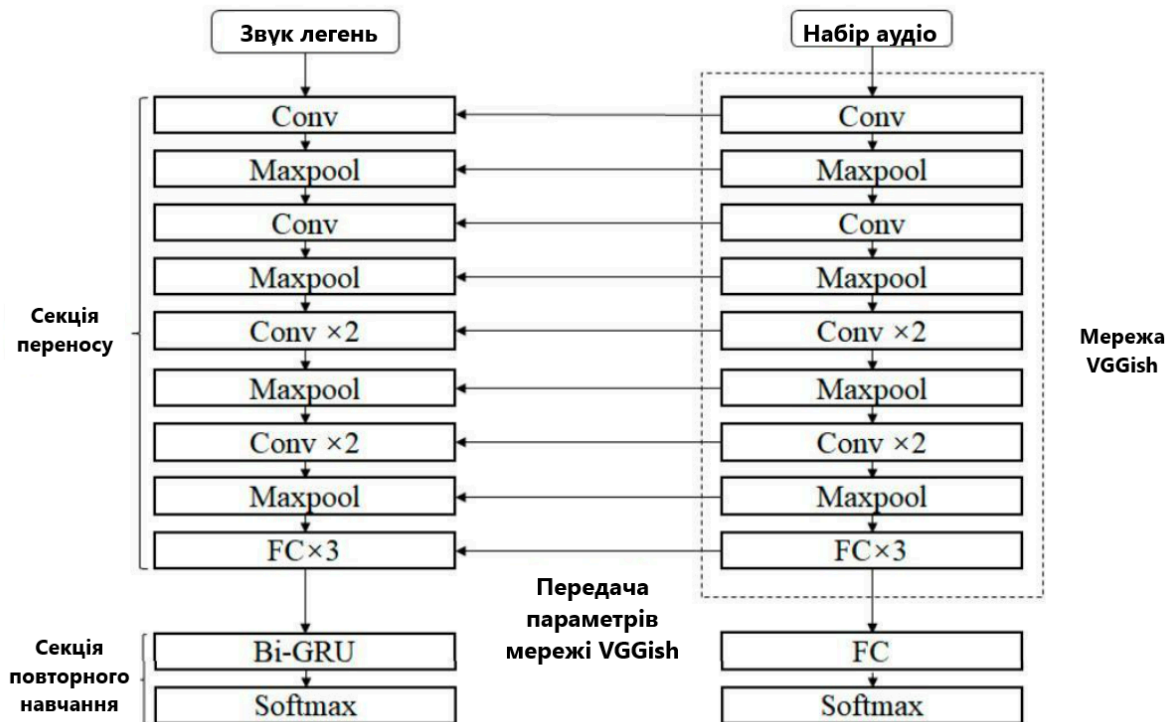 Звук легень
Набір аудіо
Conv
Conv
Maxpool
Maxpool
Conv
Conv
Maxpool
Maxpool
Секція
переносу
Conv ×2
Conv ×2
Мережа
VGGish
Maxpool
Maxpool
Conv ×2
Conv ×2
Maxpool
Maxpool
FC×3
FC×3
Передача
параметрів
мережі VGGish
Секція
повторного
навчання
Bi-GRU
FC
Softmax
Softmax